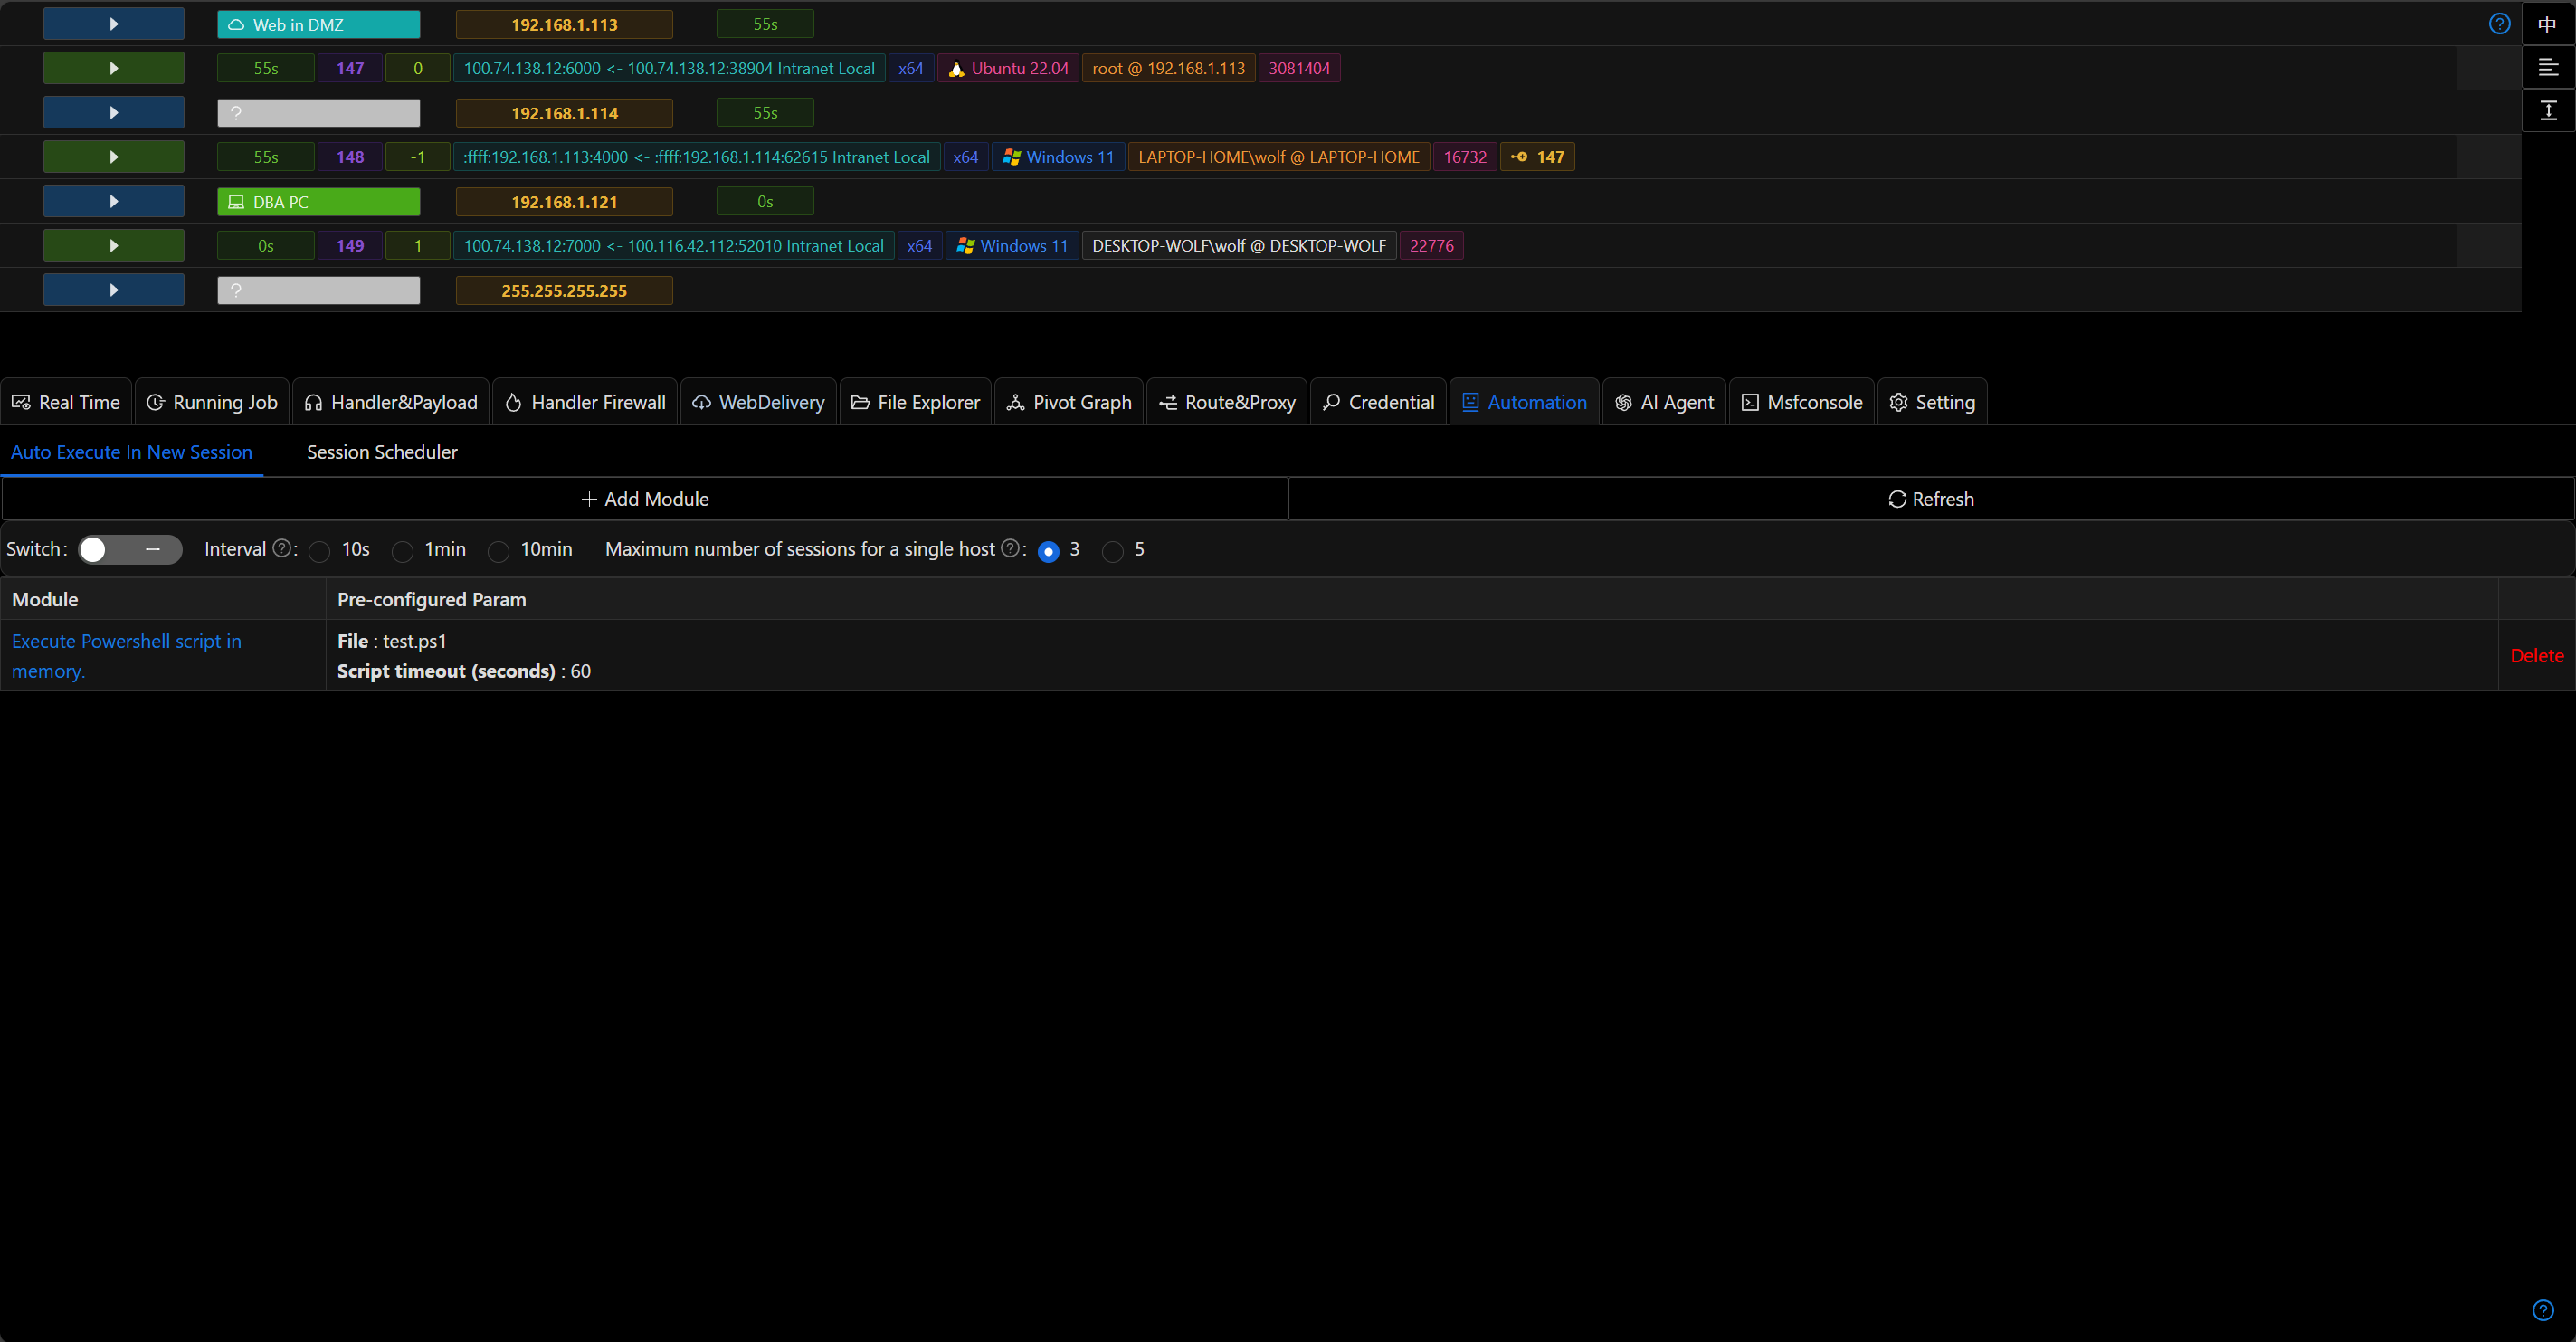 Web in DMZ 192.168.1.113 55s 中
55s 147 0 100.74.138.12:6000 <- 100.74.138.12:38904 Intranet Local x64 Ubuntu 22.04 root @ 192.168.1.113 3081404
? 192.168.1.114 55s
55s 148 -1 :ffff:192.168.1.113:4000 <- :ffff:192.168.1.114:62615 Intranet Local x64 Windows 11 LAPTOP-HOME\wolf @ LAPTOP-HOME 16732 147
DBA PC 192.168.1.121 0s
0s 149 1 100.74.138.12:7000 <- 100.116.42.112:52010 Intranet Local x64 Windows 11 DESKTOP-WOLF\wolf @ DESKTOP-WOLF 22776
? 255.255.255.255
Real Time Running Job Handler&Payload Handler Firewall WebDelivery File Explorer Pivot Graph Route&Proxy Credential Automation AI Agent Msfconsole Setting
Auto Execute In New Session Session Scheduler
+ Add Module Refresh
Switch: Interval ?: 10s 1min 10min Maximum number of sessions for a single host ?: 3 5
Module Pre-configured Param
Execute Powershell script in File : test.ps1
memory. Script timeout (seconds) : 60 Delete